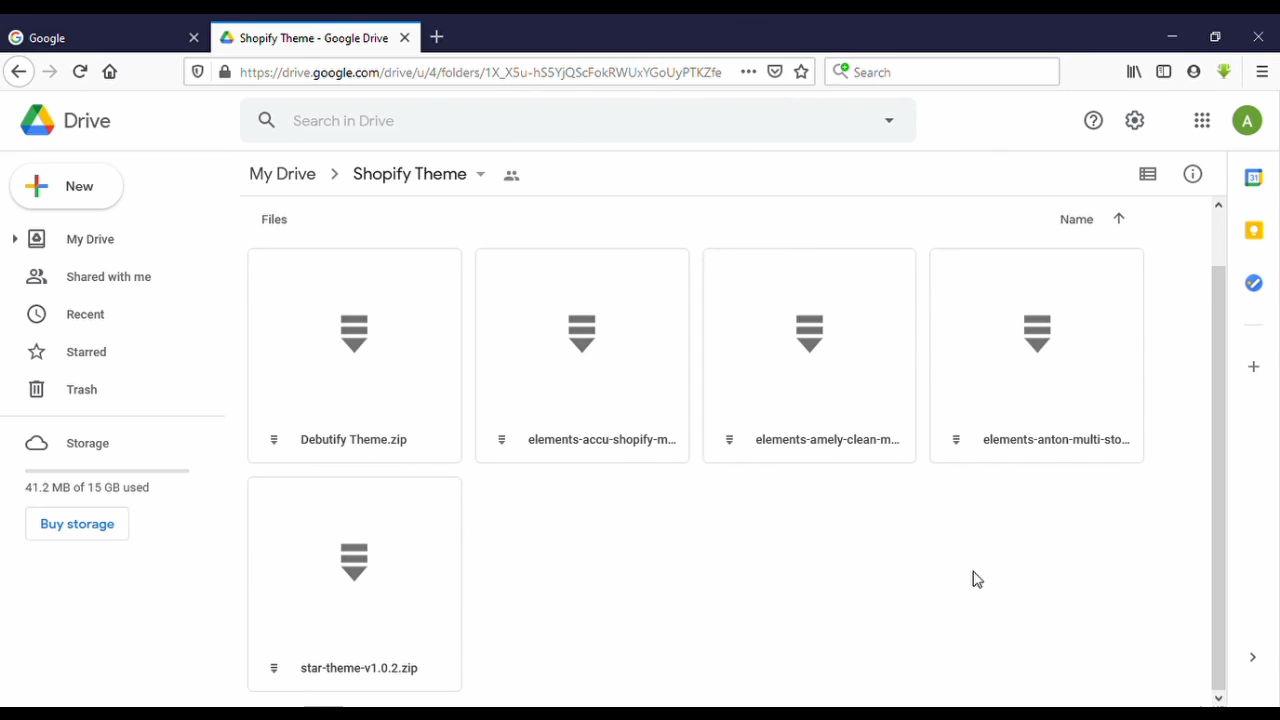 Google
Shopify Theme - Google Drive
https://drive.google.com/drive/u/4/folders/1X_X5u-hS5YjQScFokRWUxYGoUyPTKZfe
Search
Drive
Search in Drive
A
New
My Drive
Shared with me
Recent
Starred
Trash
Storage
41.2 MB of 15 GB used
Buy storage
My Drive > Shopify Theme
Files
Name
Debutify Theme.zip
elements-accu-shopify-m...
elements-amely-clean-m...
elements-anton-multi-sto...
star-theme-v1.0.2.zip
31